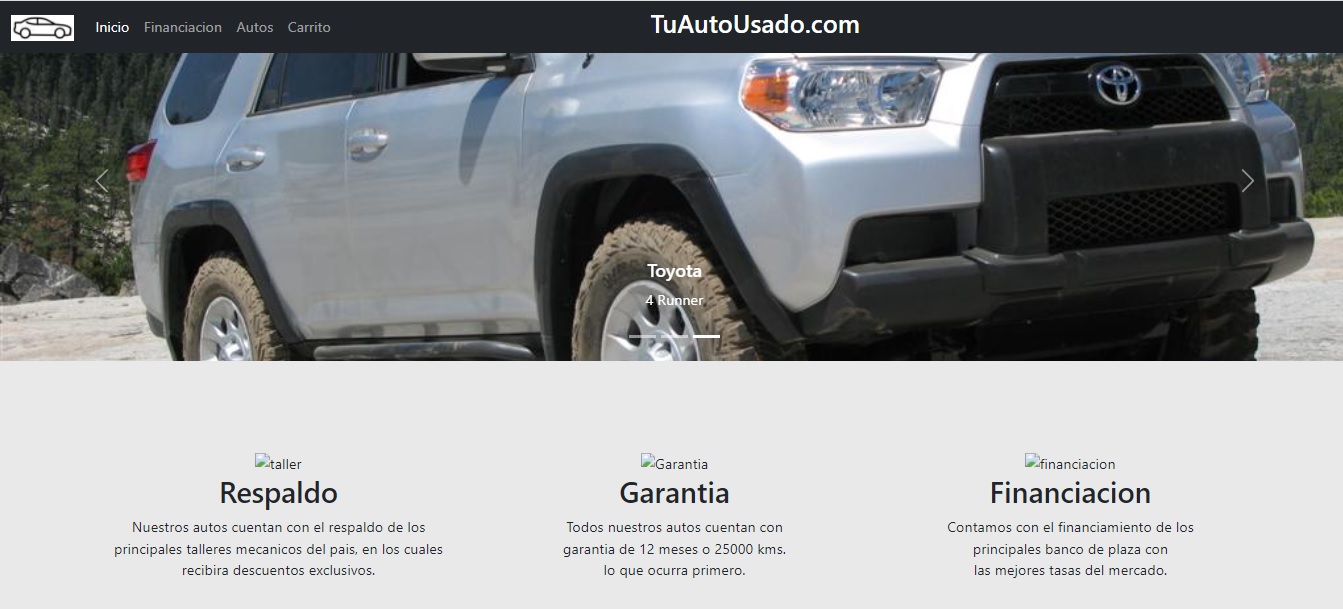 Inicio Financiacion Autos Carrito
TuAutoUsado.com
Toyota
4 Runner
taller
Respaldo
Nuestros autos cuentan con el respaldo de los
principales talleres mecanicos del pais, en los cuales
recibira descuentos exclusivos.
Garantia
Garantia
Todos nuestros autos cuentan con
garantia de 12 meses o 25000 kms.
lo que ocurra primero.
financiacion
Financiacion
Contamos con el financiamiento de los
principales banco de plaza con
las mejores tasas del mercado.